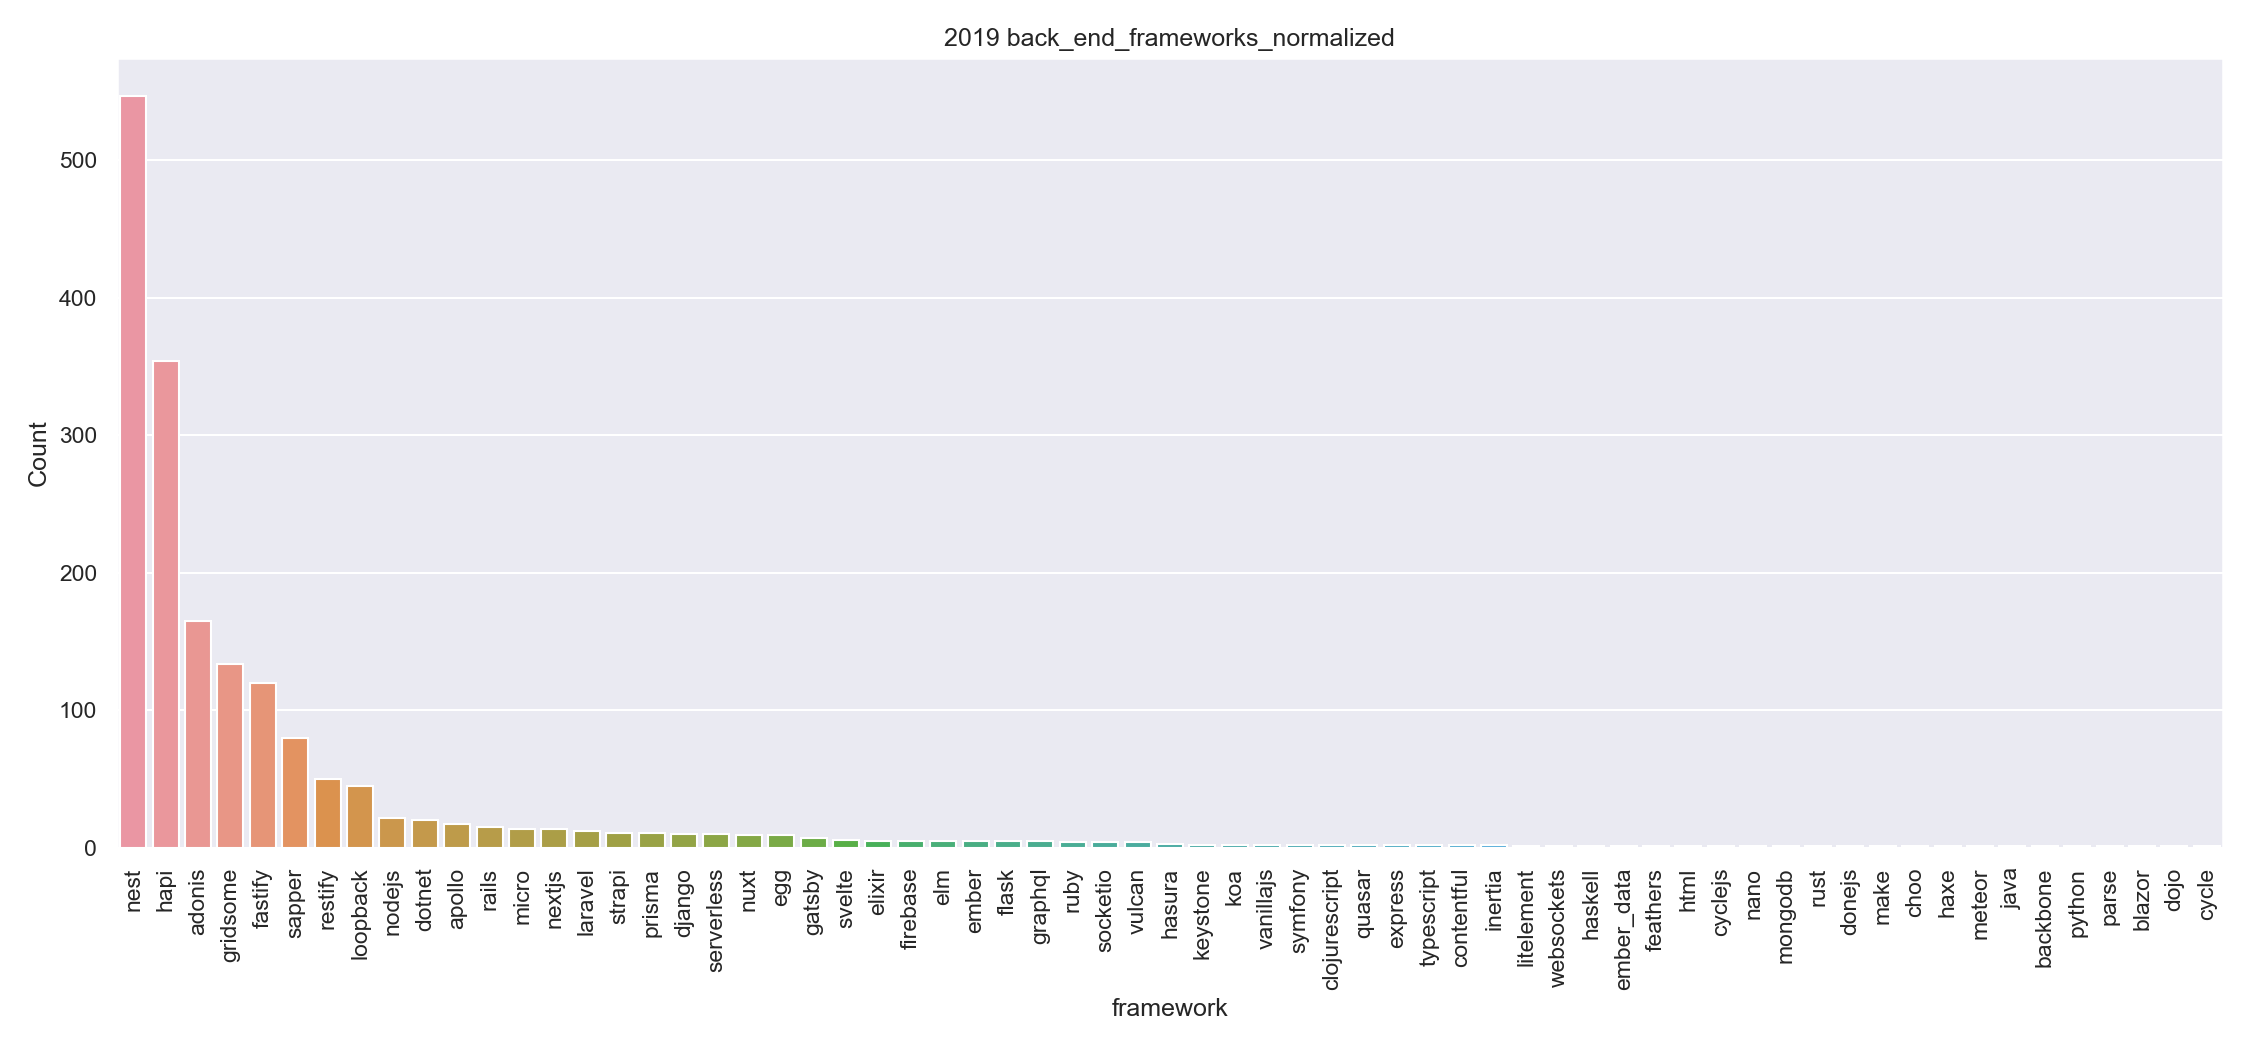 2019 back_end_frameworks_normalized
500
400
300
200
100
0
Count
nest
hapi
adonis
gridsome
fastify
sapper
restify
loopback
nodejs
dotnet
apollo
rails
micro
nextjs
laravel
strapi
prisma
django
serverless
nuxt
egg
gatsby
svelte
elixir
firebase
elm
ember
flask
graphql
ruby
socketio
vulcan
hasura
keystone
koa
vanillajs
symfony
clojurescript
quasar
express
typescript
contentful
inertia
litelement
websockets
haskell
ember_data
feathers
html
cyclejs
nano
mongodb
rust
donejs
make
choo
haxe
meteor
java
backbone
python
parse
blazor
dojo
cycle
framework